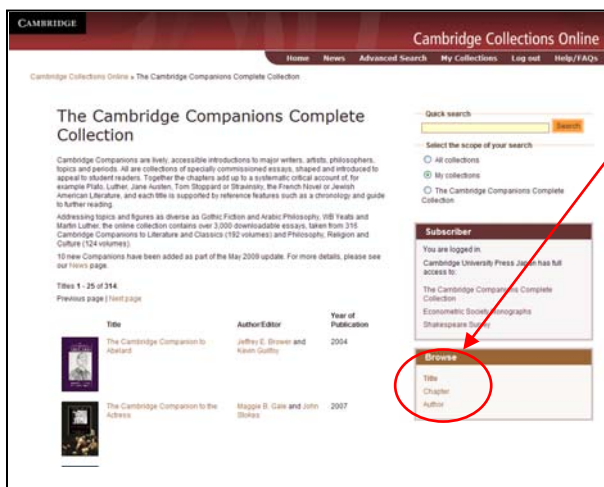 CAMBRIDGE
Cambridge Collections Online
Home News Advanced Search My Collections Log out Help/FAQs
Cambridge Collections Online » The Cambridge Companions Complete Collection
The Cambridge Companions Complete
Collection
Cambridge Companions are lively, accessible introductions to major writers, artists, philosophers,
topics and periods. All are collections of specially commissioned essays, shaped and introduced to
appeal to student readers. Together the chapters add up to a systematic critical account of, for
example Plato, Luther, Jane Austen, Tom Stoppard or Stravinsky, the French Novel or Jewish
American Literature, and each title is supported by reference features such as a chronology and guide
to further reading.
Addressing topics and figures as diverse as Gothic Fiction and Arabic Philosophy, WB Yeats and
Martin Luther, the online collection contains over 3,000 downloadable essays, taken from 316
Cambridge Companions to Literature and Classics (192 volumes) and Philosophy, Religion and
Culture (124 volumes).
10 new Companions have been added as part of the May 2009 update. For more details, please see
our News page.
Titles 1 - 25 of 314.
Previous page | Next page
Title Author/Editor Year of
Publication
The Cambridge Companion to
Abelard
Jeffrey E. Brower and
Kevin Guilfoy
2004
The Cambridge Companion to the
Actress
Maggie B. Gale and John
Stokes
2007
Quick search
Search
Select the scope of your search
All collections
My collections
The Cambridge Companions Complete
Collection
Subscriber
You are logged in.
Cambridge University Press Japan has full
access to:
The Cambridge Companions Complete
Collection
Econometric Society Monographs
Shakespeare Survey
Browse
Title
Chapter
Author